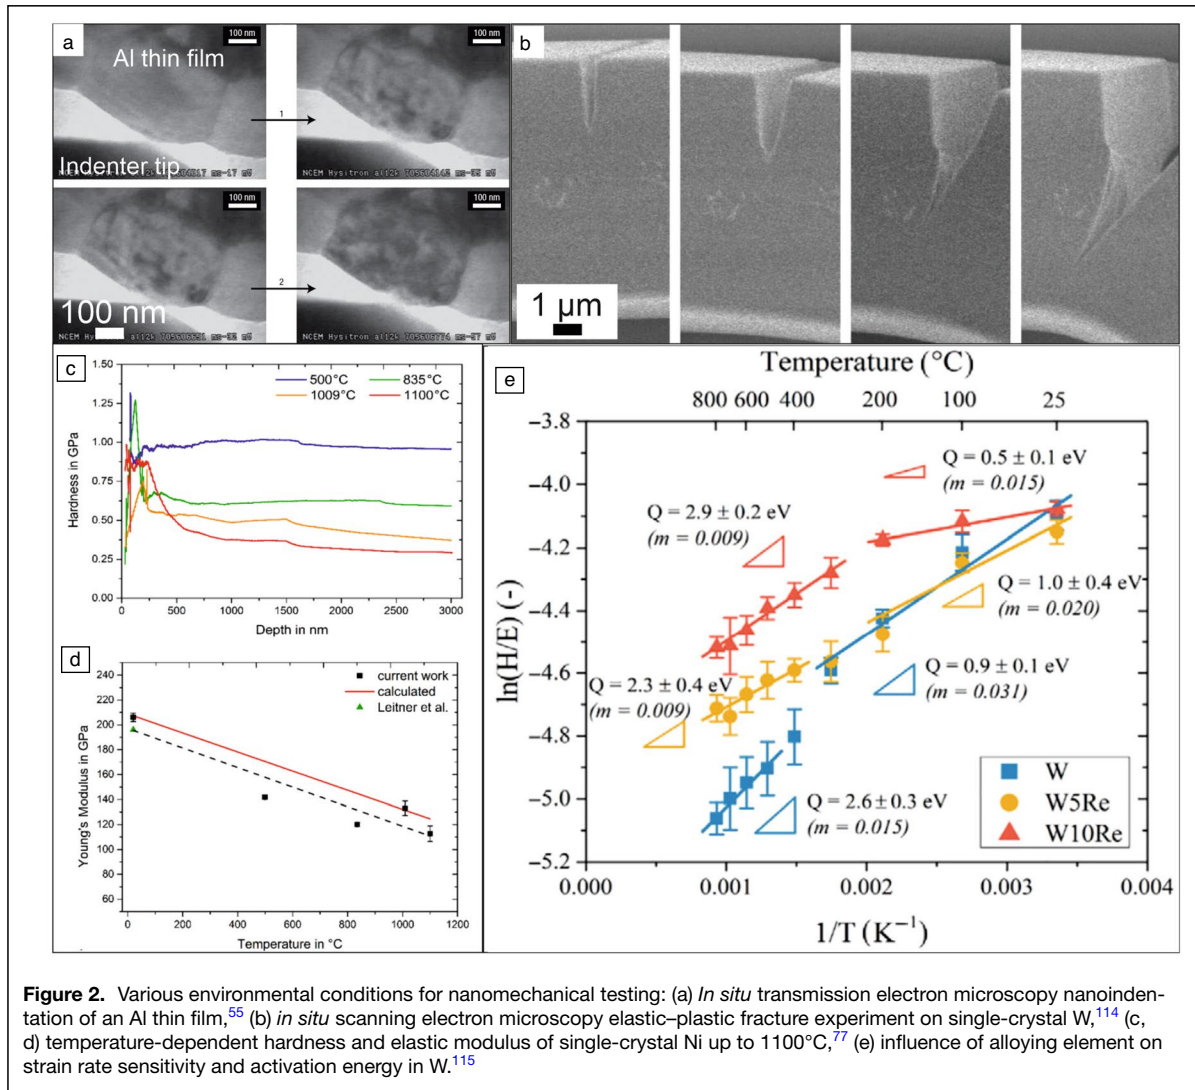 a
Al thin film
Indenter tip
100 nm
100 nm
1
NCEM Hysitron al12k
100 nm
100 nm
2
100 nm
b
1 µm
c
1.50
1.25
1.00
0.75
0.50
0.25
0.00
Hardness in GPa
500°C
835°C
1009°C
1100°C
0
500
1000
1500
2000
2500
3000
Depth in nm
d
240
220
200
180
160
140
120
100
80
60
Young's Modulus in GPa
current work
calculated
Leitner et al.
0
200
400
600
800
1000
1200
Temperature in °C
e
Temperature (°C)
800 600 400 200 100 25
−3.8
−4.0
−4.2
−4.4
−4.6
−4.8
−5.0
−5.2
ln(H/E) (-)
Q = 0.5 ± 0.1 eV
(m = 0.015)
Q = 2.9 ± 0.2 eV
(m = 0.009)
Q = 1.0 ± 0.4 eV
(m = 0.020)
Q = 2.3 ± 0.4 eV
(m = 0.009)
Q = 0.9 ± 0.1 eV
(m = 0.031)
Q = 2.6 ± 0.3 eV
(m = 0.015)
W
W5Re
W10Re
0.000 0.001 0.002 0.003 0.004
1/T (K⁻¹)
Figure 2. Various environmental conditions for nanomechanical testing: (a) In situ transmission electron microscopy nanoinden-
tation of an Al thin film,⁵⁵ (b) in situ scanning electron microscopy elastic–plastic fracture experiment on single-crystal W,¹¹⁴ (c,
d) temperature-dependent hardness and elastic modulus of single-crystal Ni up to 1100°C,⁷⁷ (e) influence of alloying element on
strain rate sensitivity and activation energy in W.¹¹⁵